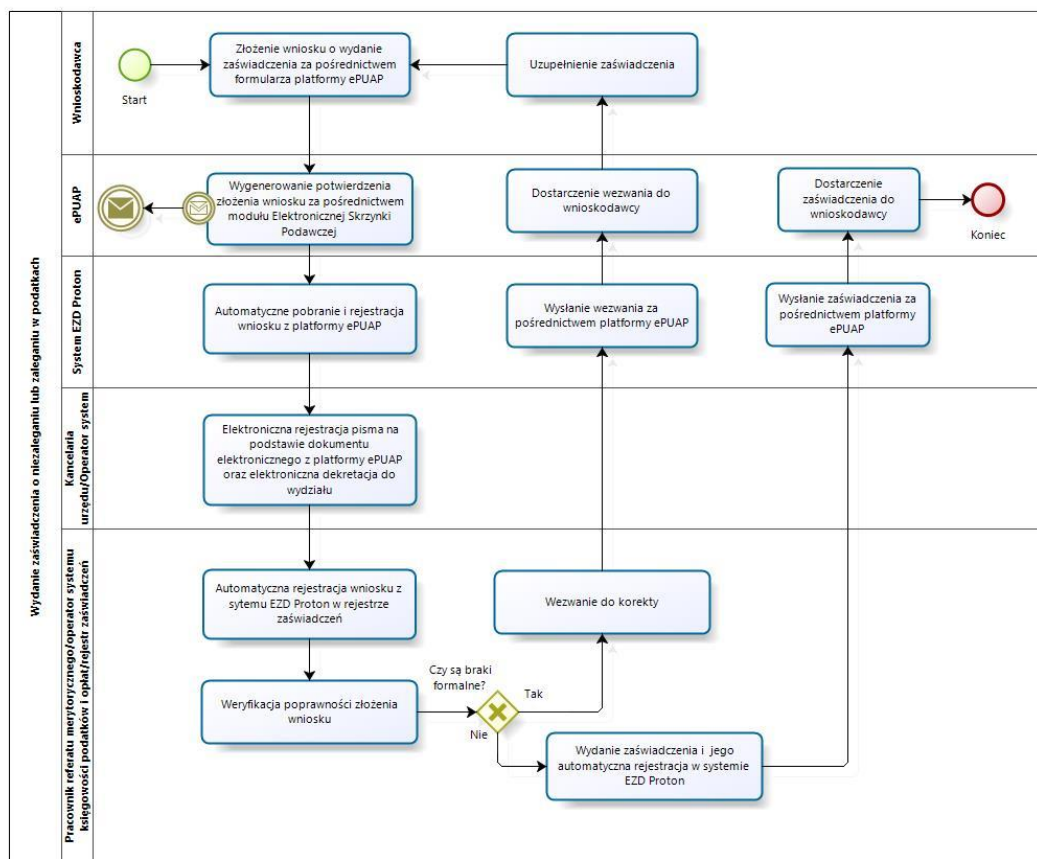 Wydanie zaświadczenia o niezaleganiu lub zaleganiu w podatkach
Wnioskodawca
Start
Złożenie wniosku o wydanie
zaświadczenia za pośrednictwem
formularza platformy ePUAP
Uzupełnienie zaświadczenia
ePUAP
Wygenerowanie potwierdzenia
złożenia wniosku za pośrednictwem
modułu Elektronicznej Skrzynki
Podawczej
Dostarczenie wezwania do
wnioskodawcy
Dostarczenie
zaświadczenia do
wnioskodawcy
Koniec
System EZD Proton
Automatyczne pobranie i rejestracja
wniosku z platformy ePUAP
Wysłanie wezwania za
pośrednictwem platformy ePUAP
Wysłanie zaświadczenia za
pośrednictwem platformy
ePUAP
Kancelaria
urzędu/Operator system
Elektroniczna rejestracja pisma na
podstawie dokumentu
elektronicznego z platformy ePUAP
oraz elektroniczna dekretacja do
wydziału
Pracownik referatu merytorycznego/operator systemu
księgowości podatków i opłat/rejestr zaświadczeń
Automatyczna rejestracja wniosku z
sytemu EZD Proton w rejestrze
zaświadczeń
Wezwanie do korekty
Weryfikacja poprawności złożenia
wniosku
Czy są braki
formalne?
Tak
Nie
Wydanie zaświadczenia i jego
automatyczna rejestracja w systemie
EZD Proton